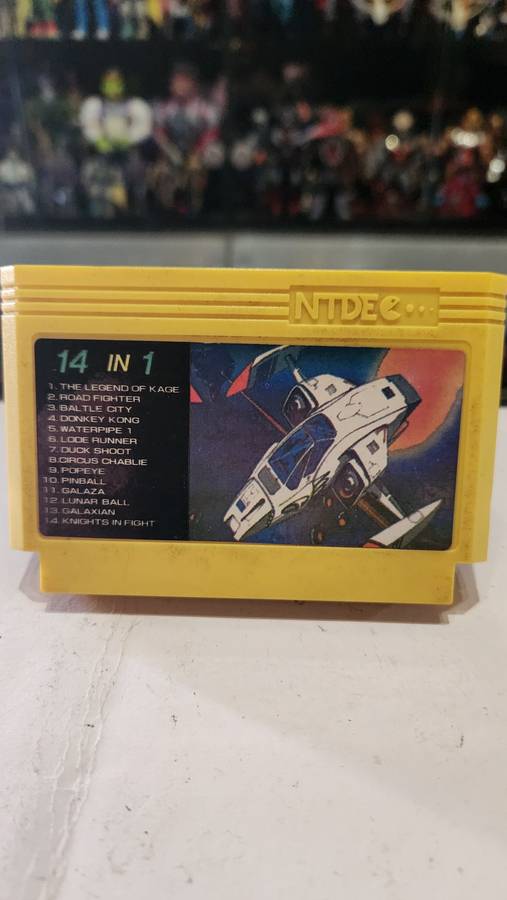 NTDEC
14 IN 1
1. THE LEGEND OF KAGE
2. ROAD FIGHTER
3. BALTLE CITY
4. DONKEY KONG
5. WATERPIPE 1
6. LODE RUNNER
7. DUCK SHOOT
8. CIRCUS CHABLIE
9. POPEYE
10. PINBALL
11. GALAZA
12. LUNAR BALL
13. GALAXIAN
14. KNIGHTS IN FIGHT